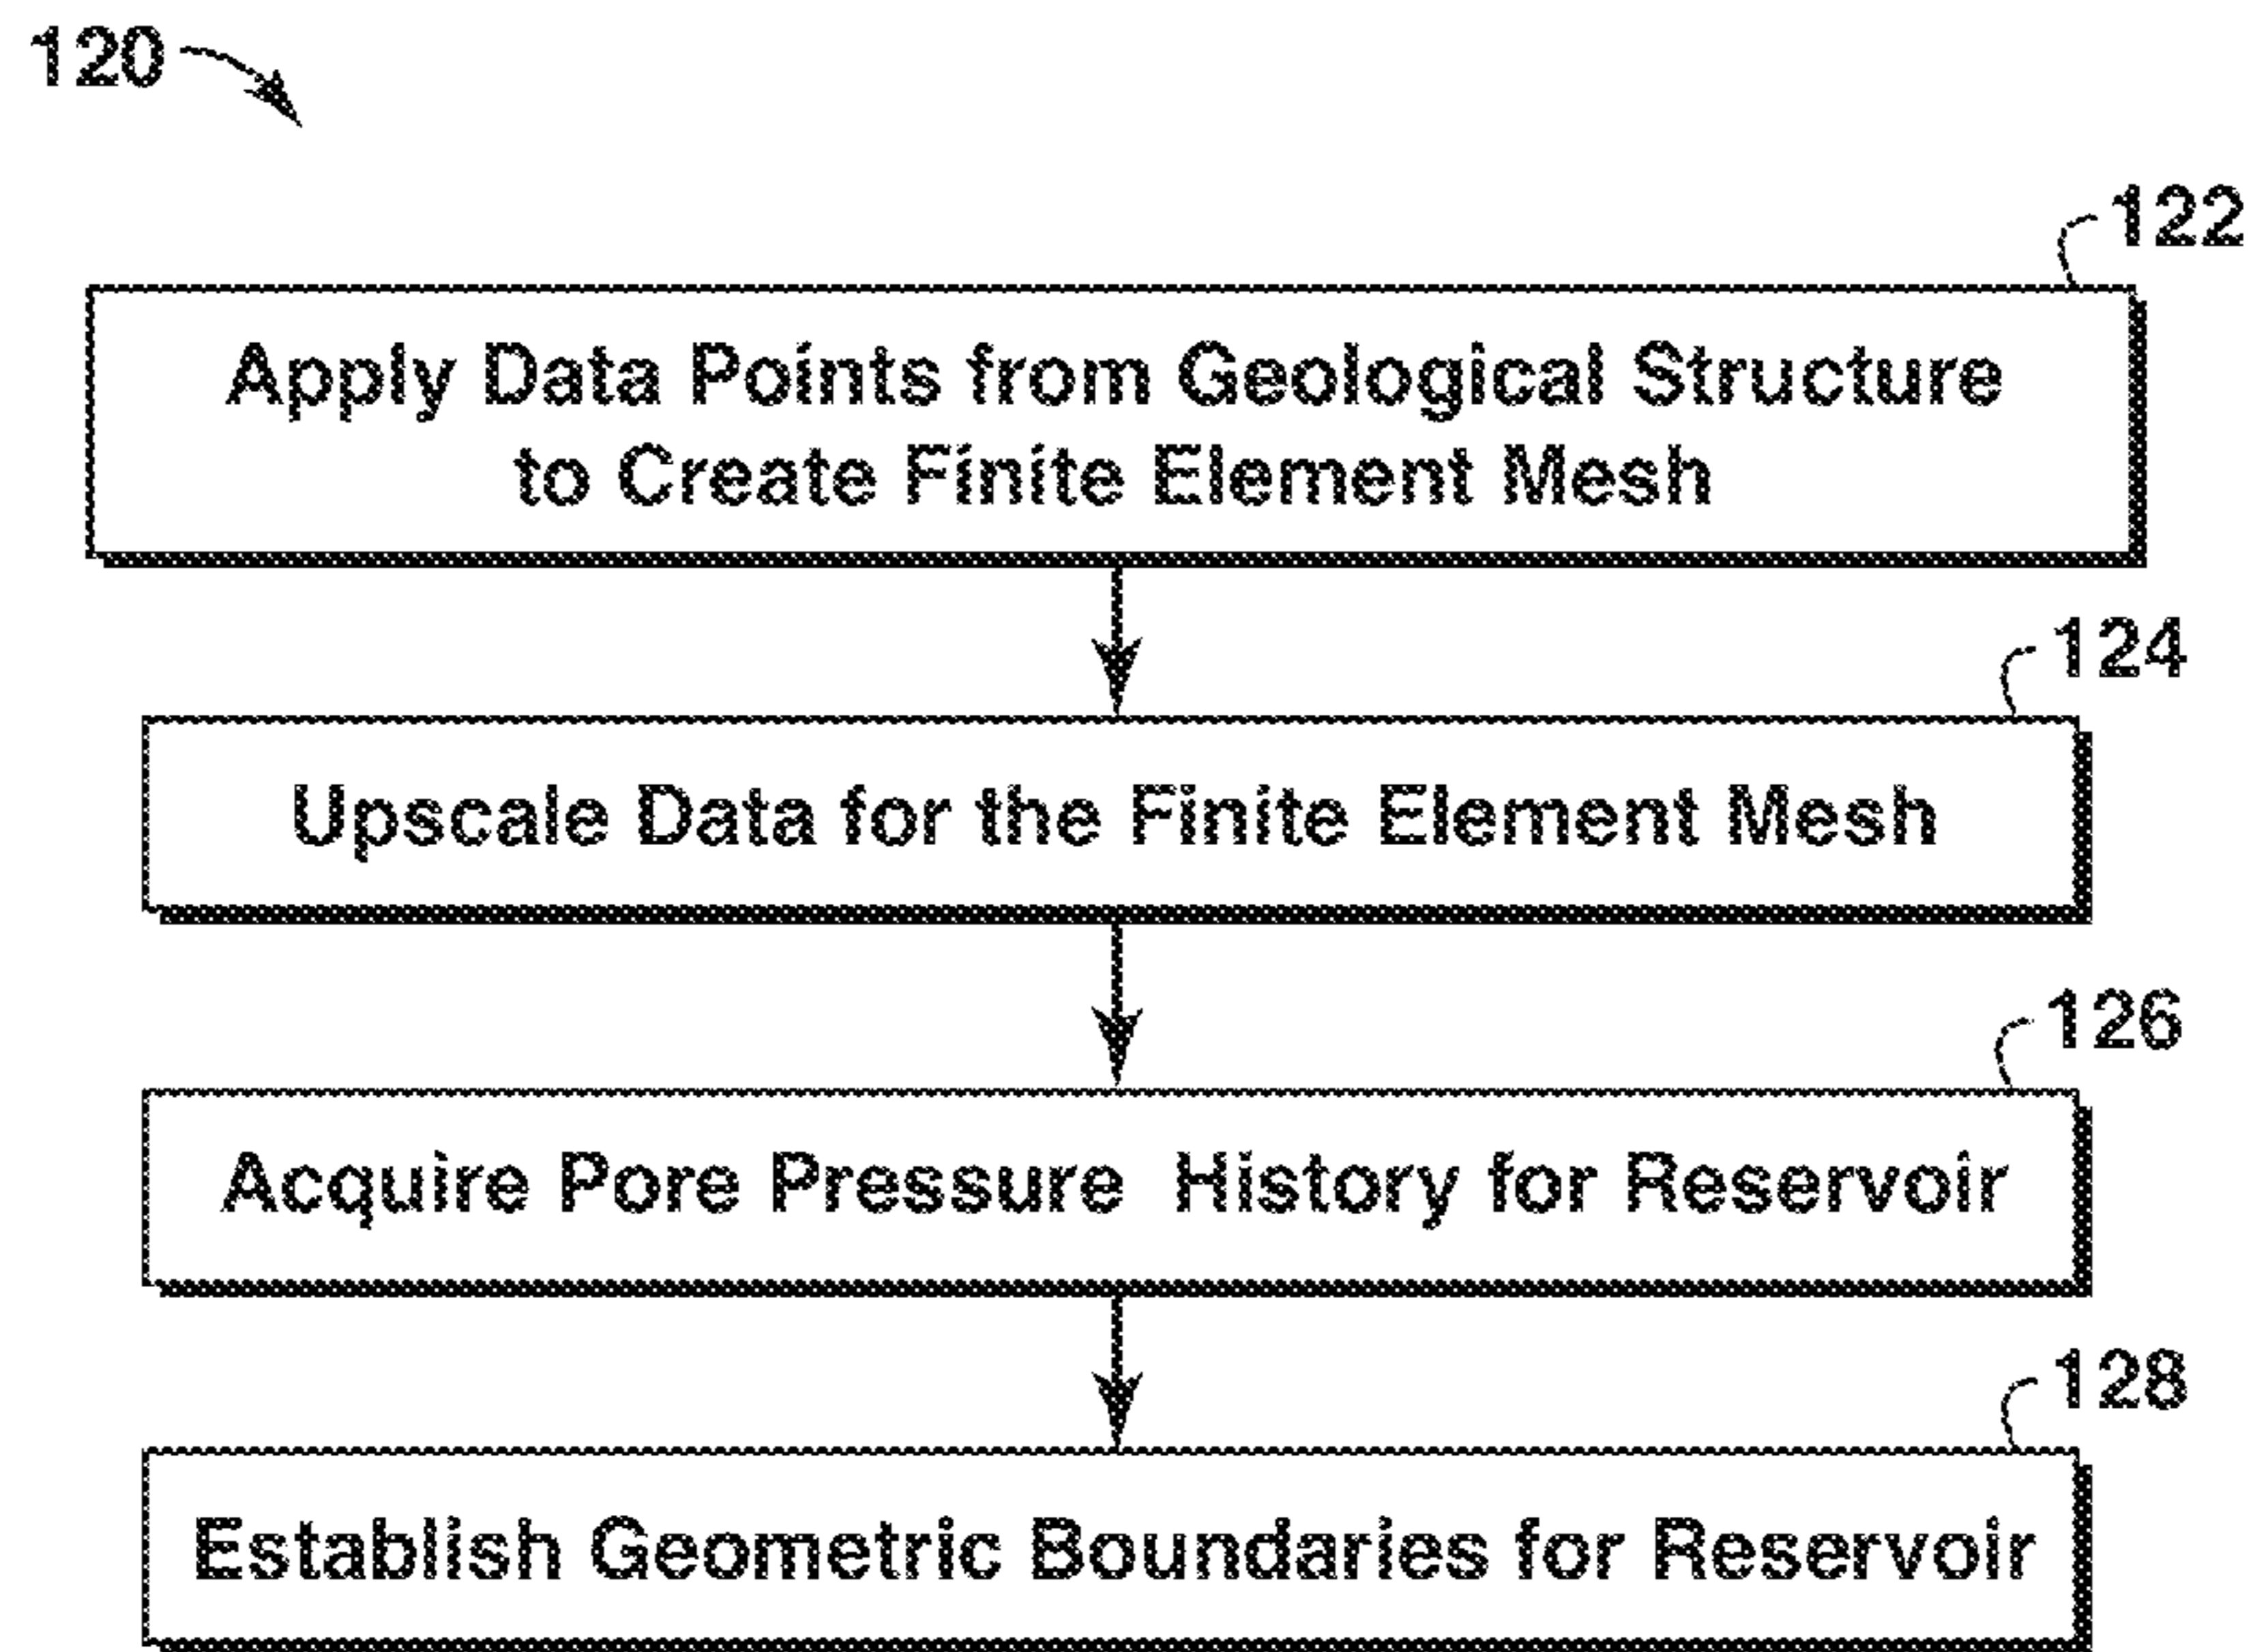 120
122
Apply Data Points from Geological Structure
to Create Finite Element Mesh
124
Upscale Data for the Finite Element Mesh
126
Acquire Pore Pressure History for Reservoir
128
Establish Geometric Boundaries for Reservoir